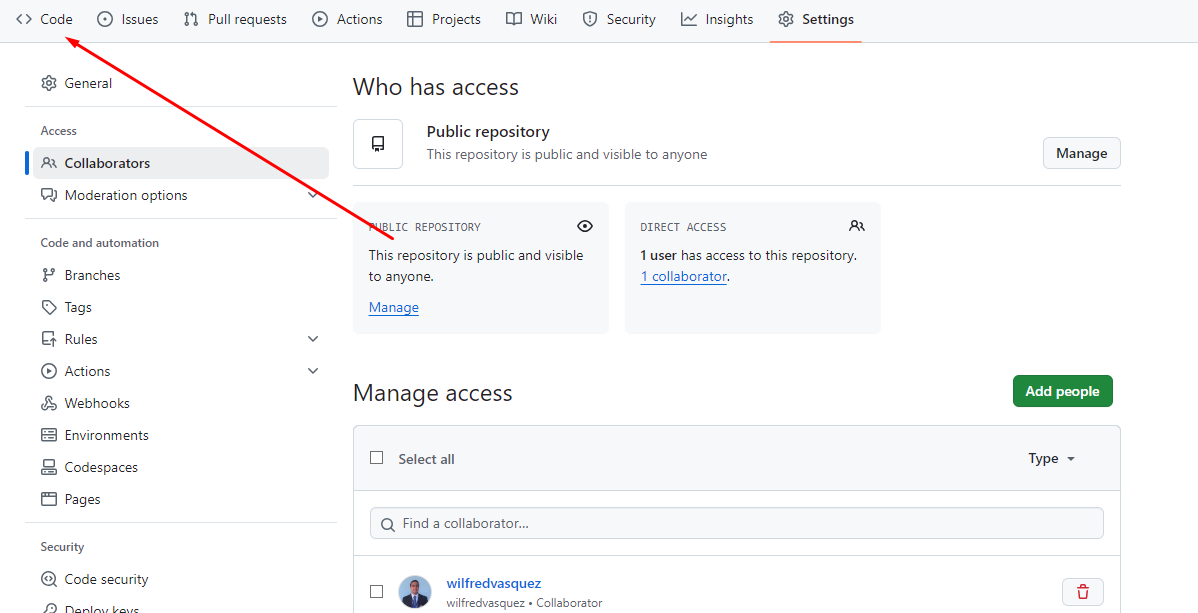 Code Issues Pull requests Actions Projects Wiki Security Insights Settings
General
Access
Collaborators
Moderation options
Code and automation
Branches
Tags
Rules
Actions
Webhooks
Environments
Codespaces
Pages
Security
Code security
Deploy keys
Who has access
Public repository
This repository is public and visible to anyone
Manage
PUBLIC REPOSITORY
This repository is public and visible
to anyone.
Manage
DIRECT ACCESS
1 user has access to this repository.
1 collaborator.
Manage access
Add people
Select all
Type
Find a collaborator...
wilfredvasquez
wilfredvasquez • Collaborator